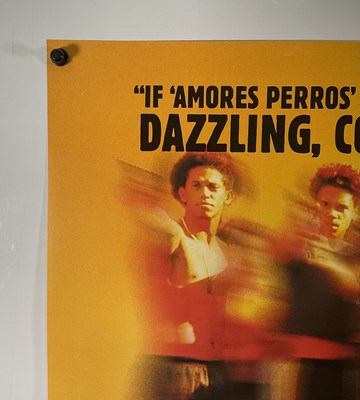 “IF ‘AMORES PERROS’
DAZZLING,